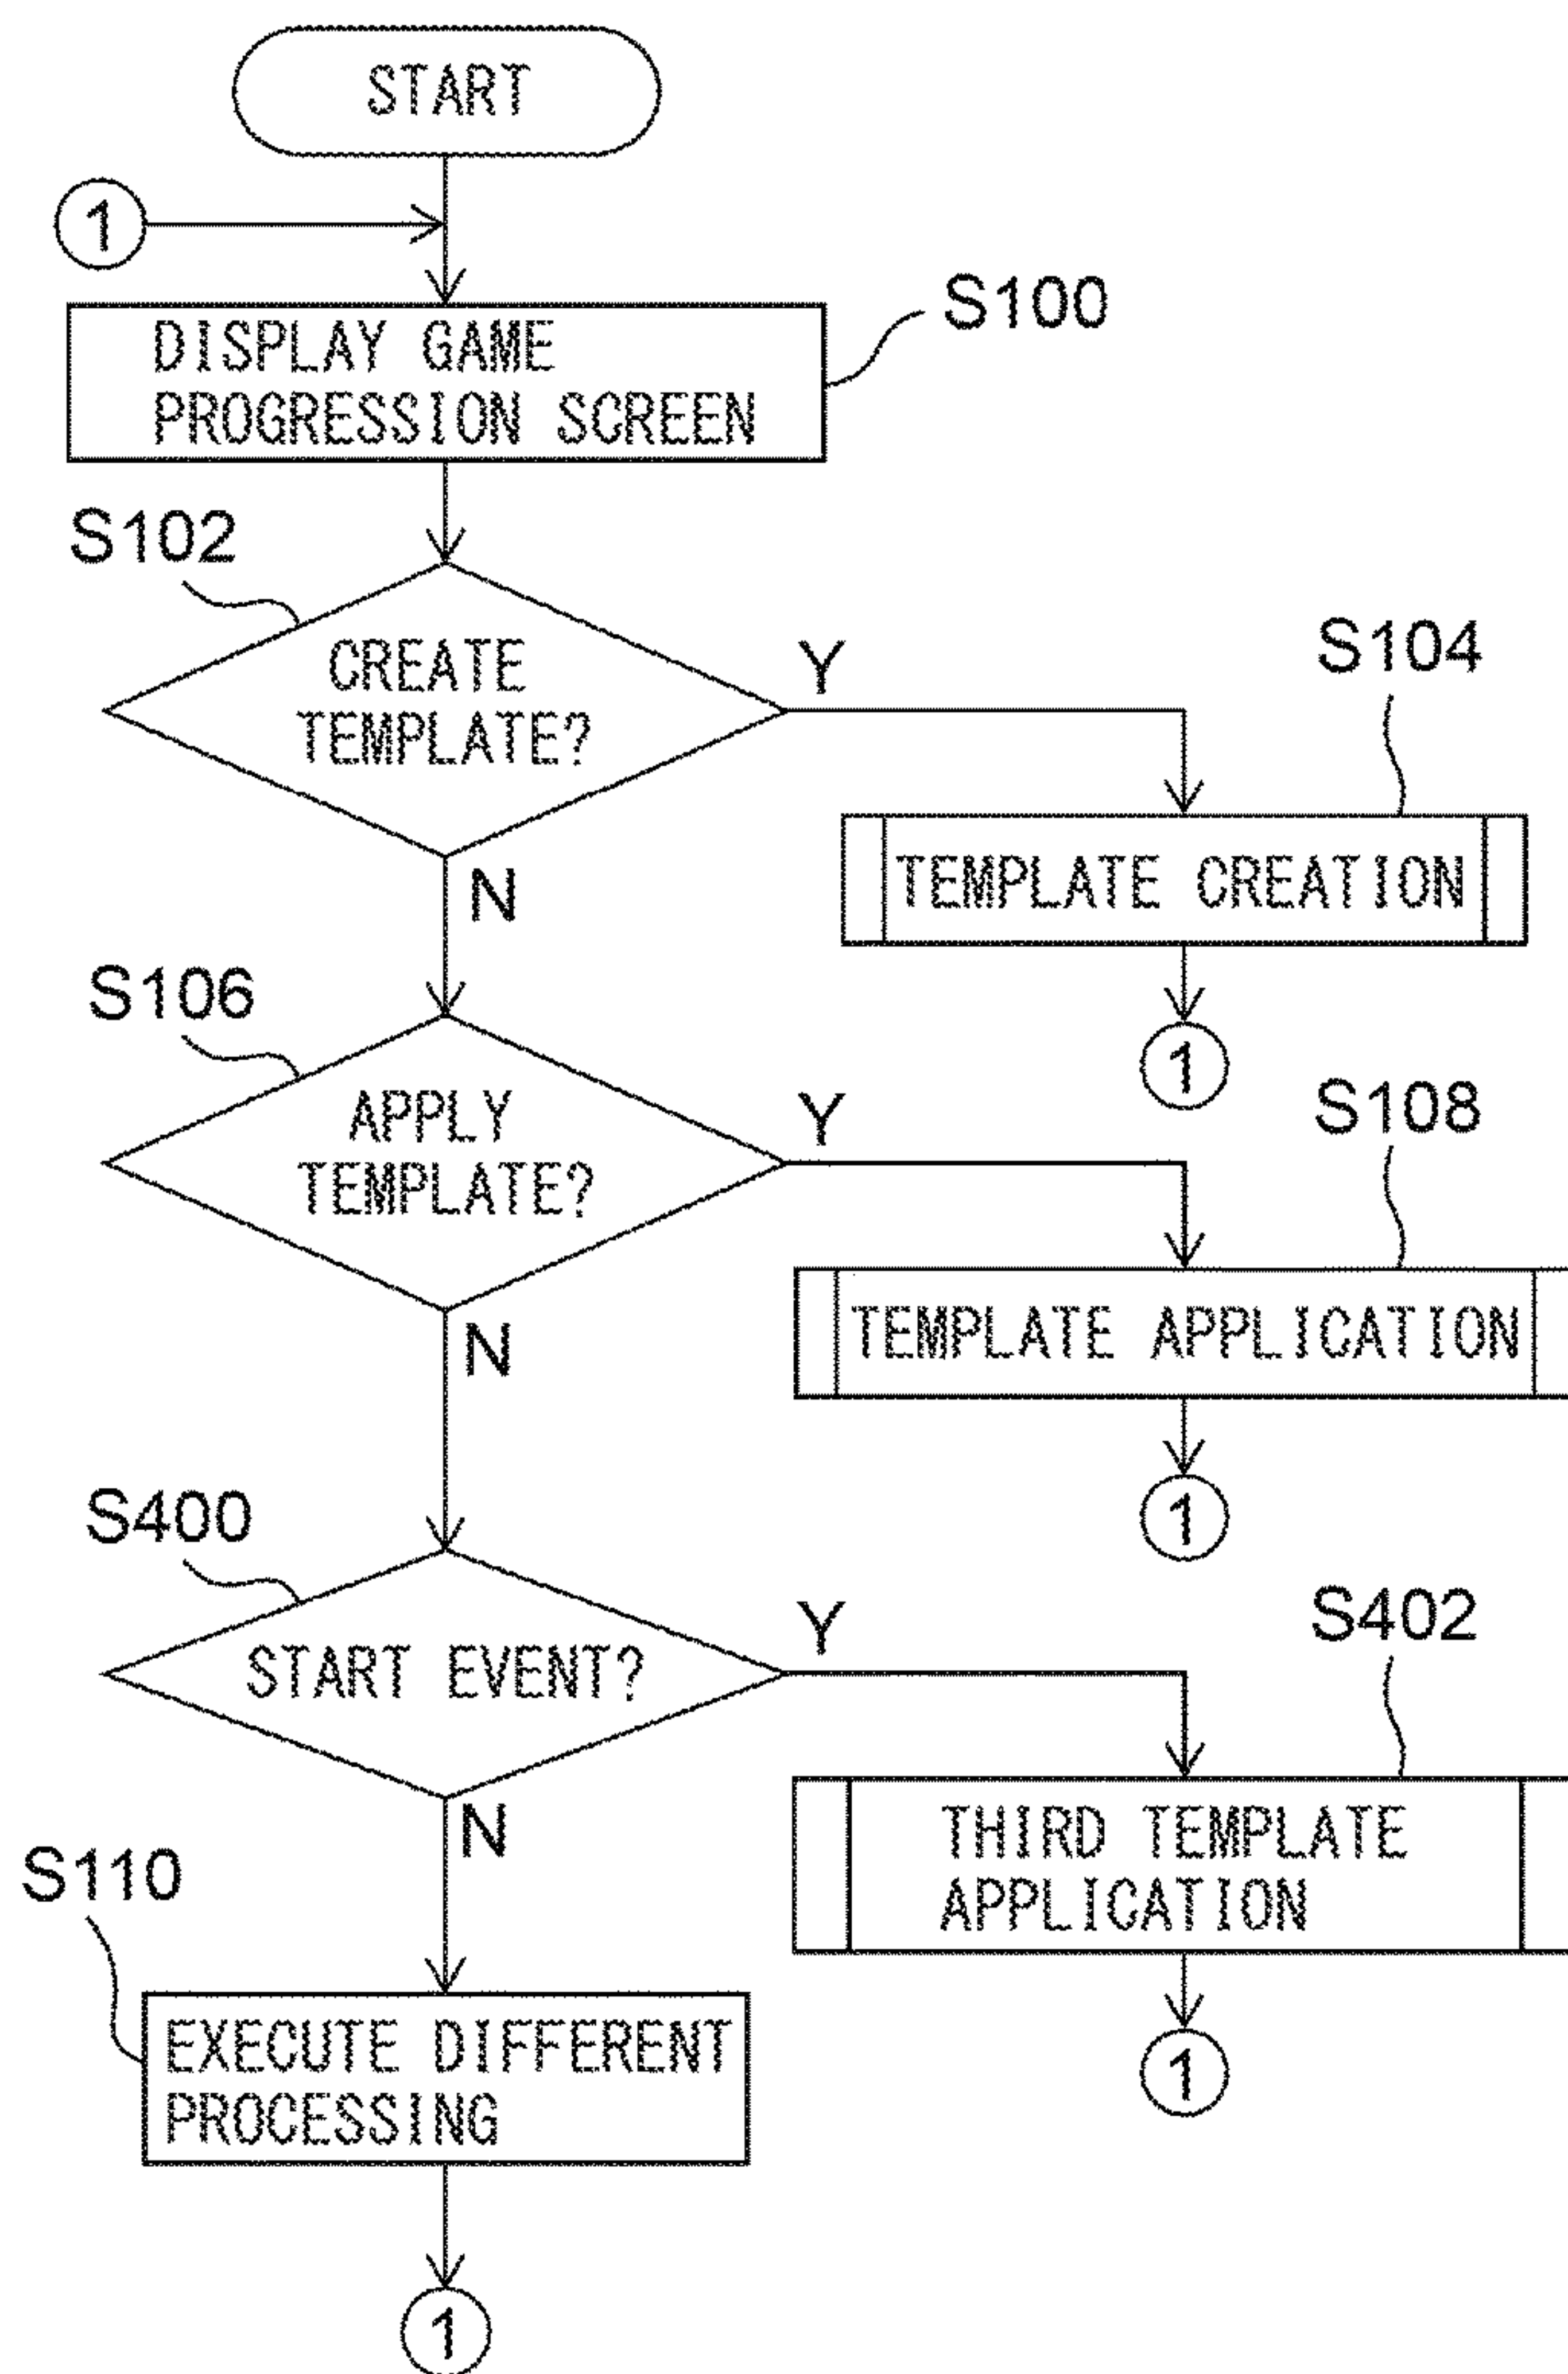 START
1
DISPLAY GAME
PROGRESSION SCREEN
S100
S102
CREATE
TEMPLATE?
Y
S104
TEMPLATE CREATION
1
N
S106
APPLY
TEMPLATE?
Y
S108
TEMPLATE APPLICATION
1
N
S400
START EVENT?
Y
S402
THIRD TEMPLATE
APPLICATION
1
N
S110
EXECUTE DIFFERENT
PROCESSING
1